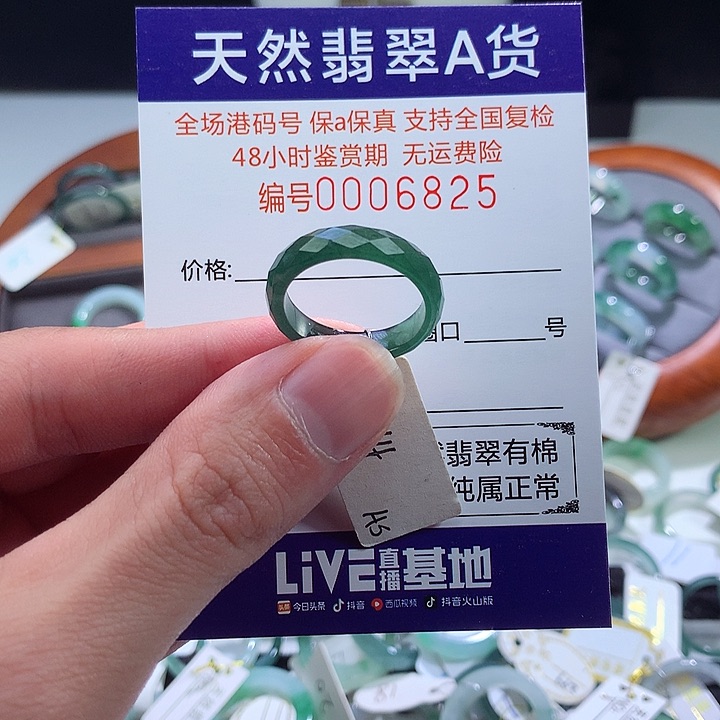 天然翡翠A货
全场港码号 保a保真 支持全国复检
48小时鉴赏期 无运费险
编号0006825
价格:
口 号
翡翠有棉
纯属正常
LiVE直播基地
今日头条 抖音 西瓜视频 抖音火山版